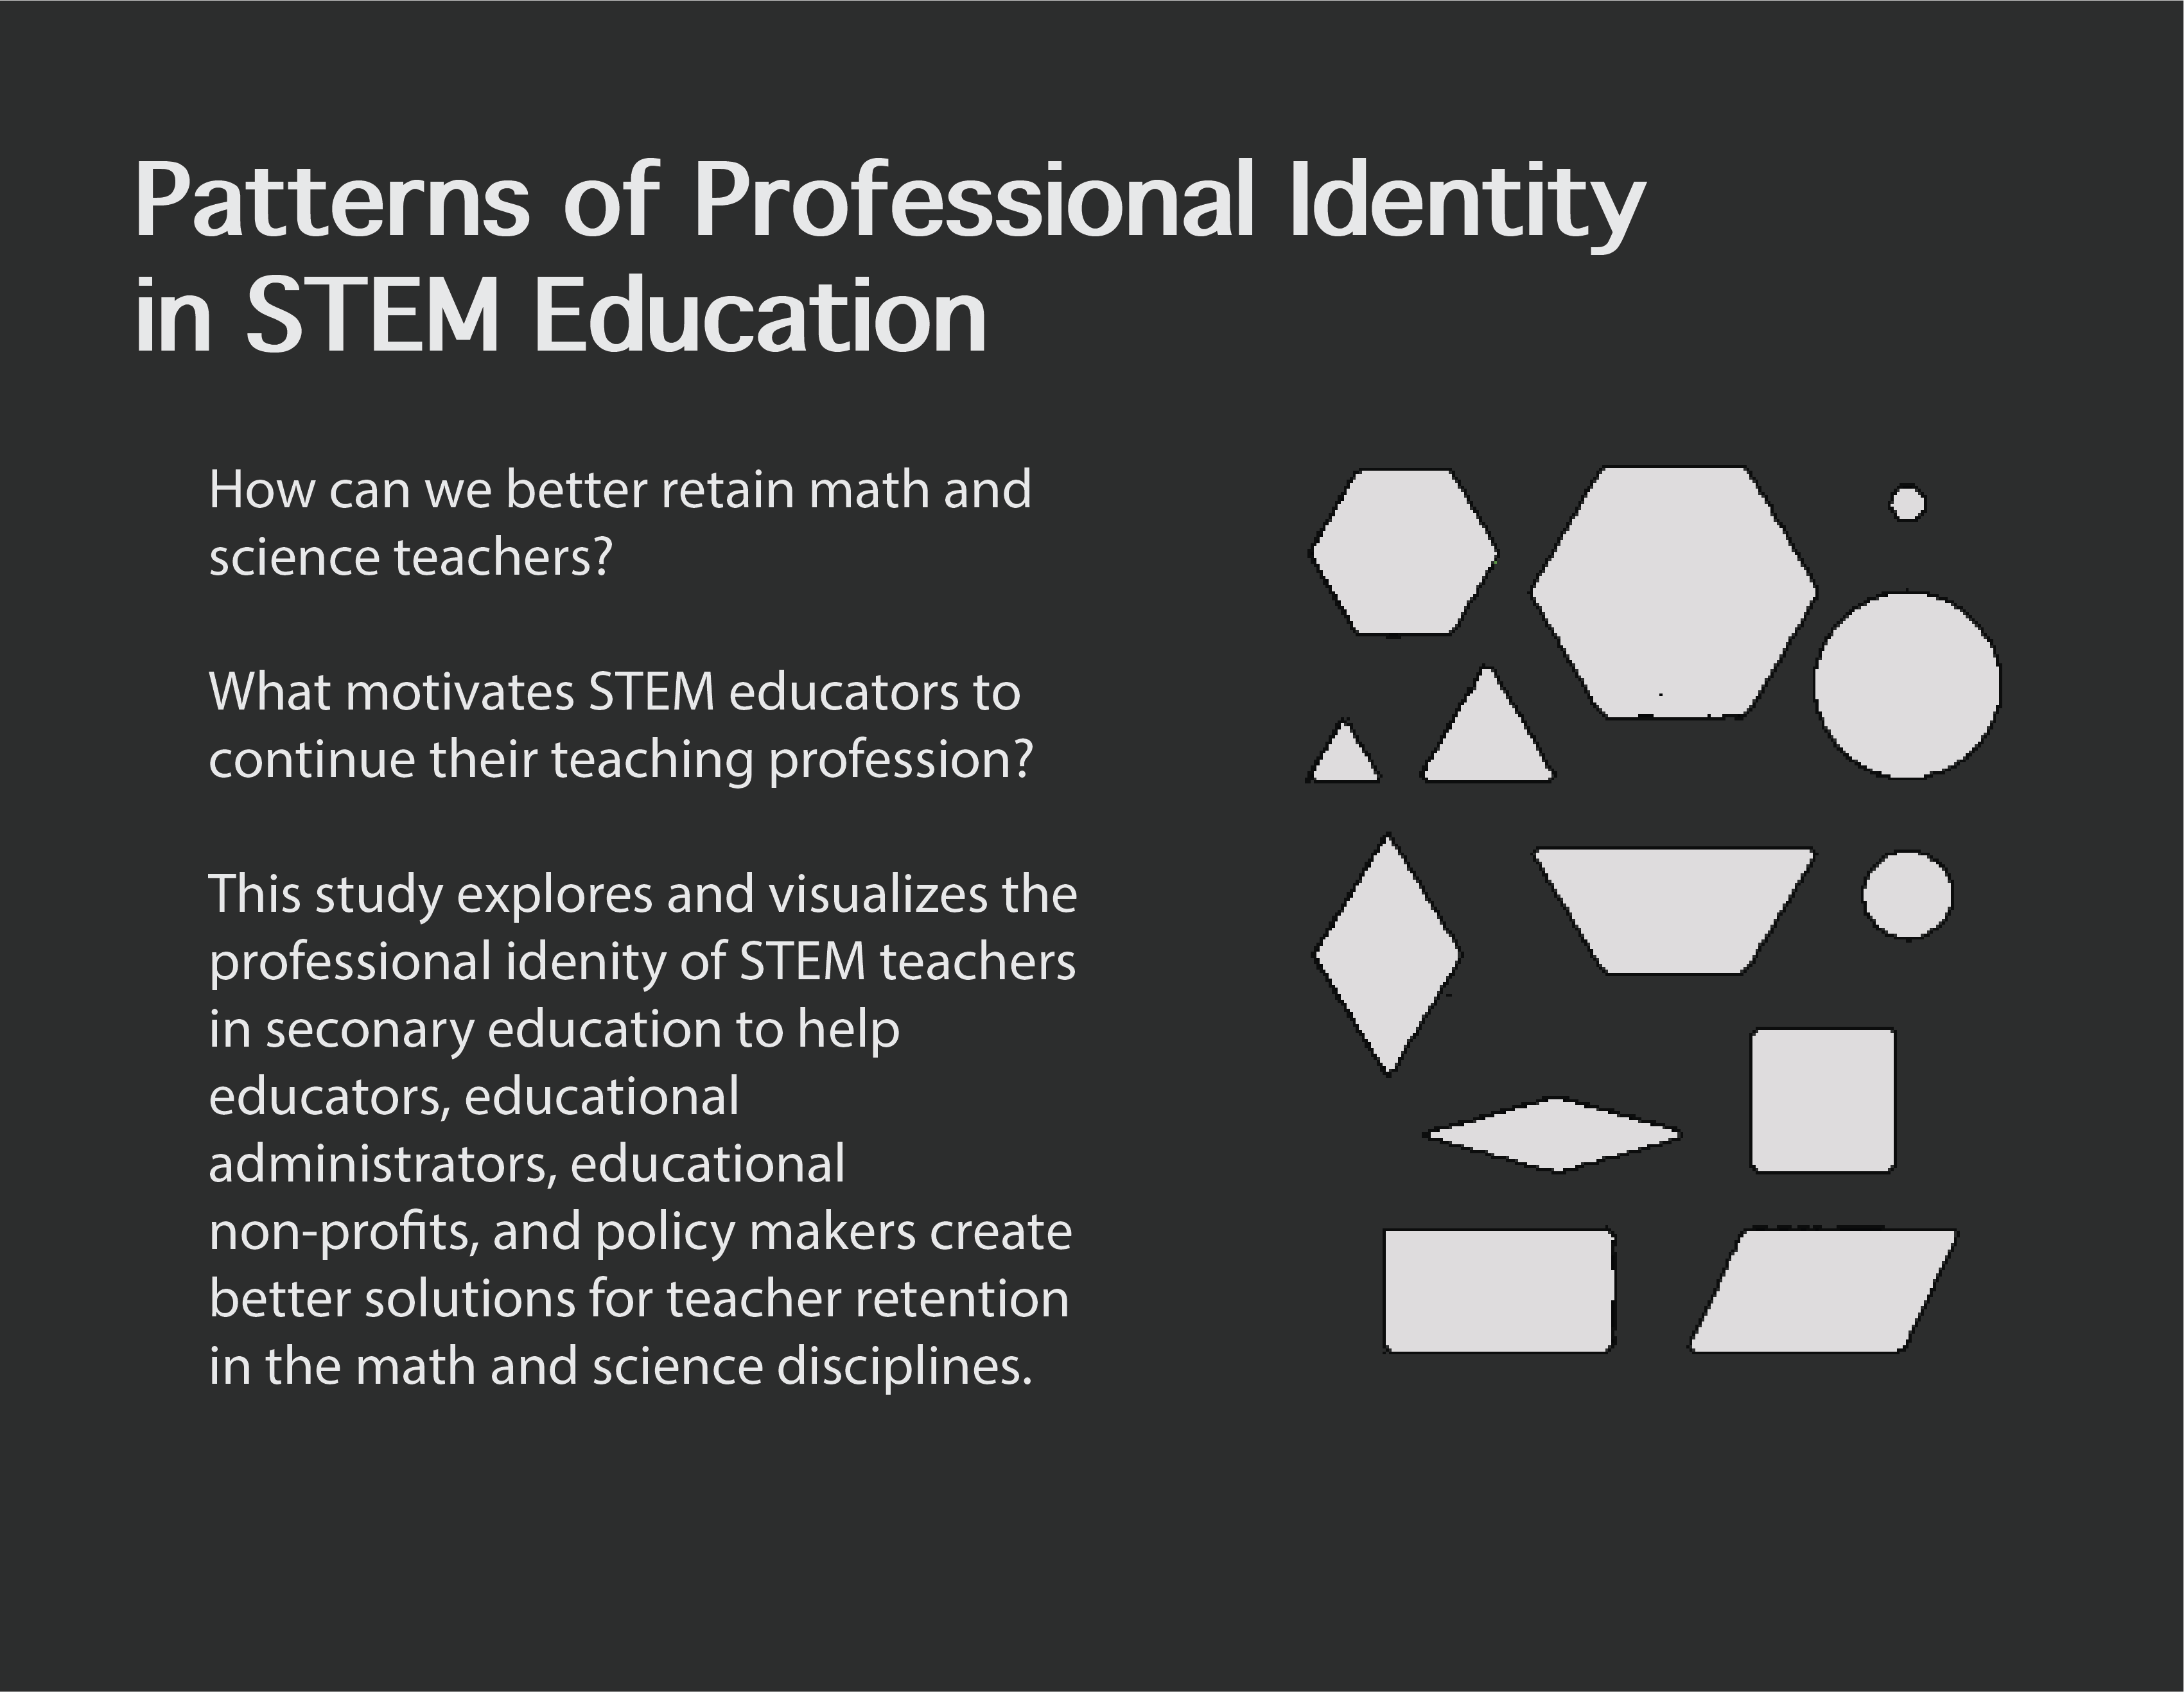 Patterns of Professional Identity
in STEM Education
How can we better retain math and
science teachers?
What motivates STEM educators to
continue their teaching profession?
This study explores and visualizes the
professional idenity of STEM teachers
in seconary education to help
educators, educational
administrators, educational
non-profits, and policy makers create
better solutions for teacher retention
in the math and science disciplines.